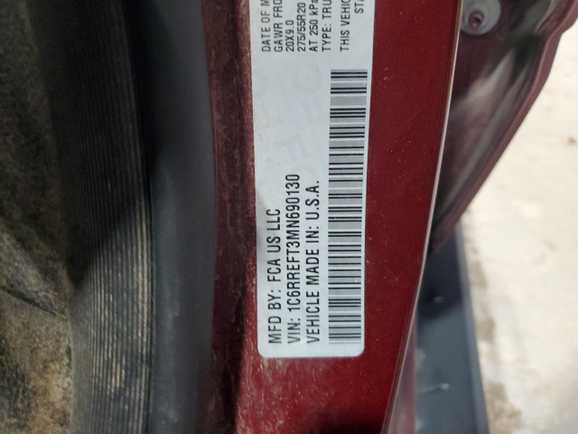 DATE OF M
GAWR FRO
20X9.0
275/55R20
AT 250 kPa
TYPE: TRU
THIS VEHIC
STA
MFD BY: FCA US LLC
VIN: 1C6RREFT3MN690130
VEHICLE MADE IN: U.S.A.